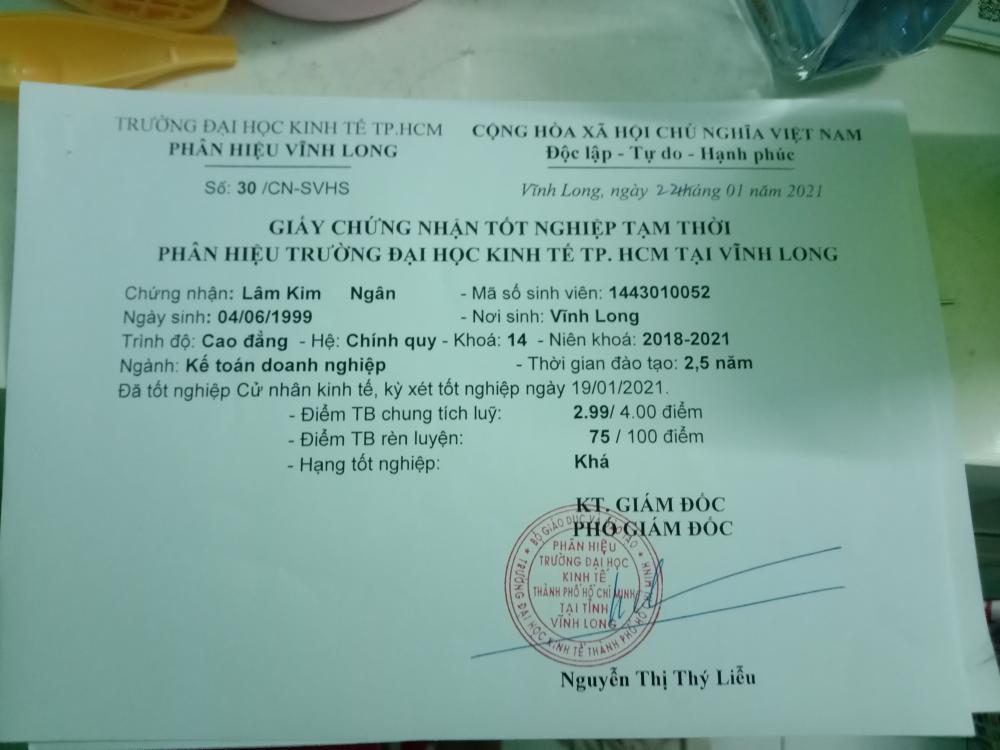 TRƯỜNG ĐẠI HỌC KINH TẾ TP.HCM
PHÂN HIỆU VĨNH LONG
Số: 30 /CN-SVHS
CỘNG HÒA XÃ HỘI CHỦ NGHĨA VIỆT NAM
Độc lập - Tự do - Hạnh phúc
Vĩnh Long, ngày 22 tháng 01 năm 2021
GIẤY CHỨNG NHẬN TỐT NGHIỆP TẠM THỜI
PHÂN HIỆU TRƯỜNG ĐẠI HỌC KINH TẾ TP. HCM TẠI VĨNH LONG
Chứng nhận: Lâm Kim Ngân - Mã số sinh viên: 1443010052
Ngày sinh: 04/06/1999 - Nơi sinh: Vĩnh Long
Trình độ: Cao đẳng - Hệ: Chính quy - Khoá: 14 - Niên khoá: 2018-2021
Ngành: Kế toán doanh nghiệp - Thời gian đào tạo: 2,5 năm
Đã tốt nghiệp Cử nhân kinh tế, kỳ xét tốt nghiệp ngày 19/01/2021.
- Điểm TB chung tích luỹ: 2.99/ 4.00 điểm
- Điểm TB rèn luyện: 75 / 100 điểm
- Hạng tốt nghiệp: Khá
KT. GIÁM ĐỐC
PHÓ GIÁM ĐỐC
BỘ GIÁO DỤC VÀ ĐÀO TẠO
TRƯỜNG ĐẠI HỌC KINH TẾ THÀNH PHỐ HỒ CHÍ MINH
PHÂN HIỆU
TRƯỜNG ĐẠI HỌC
KINH TẾ
THÀNH PHỐ HỒ CHÍ MINH
TẠI TỈNH
VĨNH LONG
Nguyễn Thị Thý Liễu